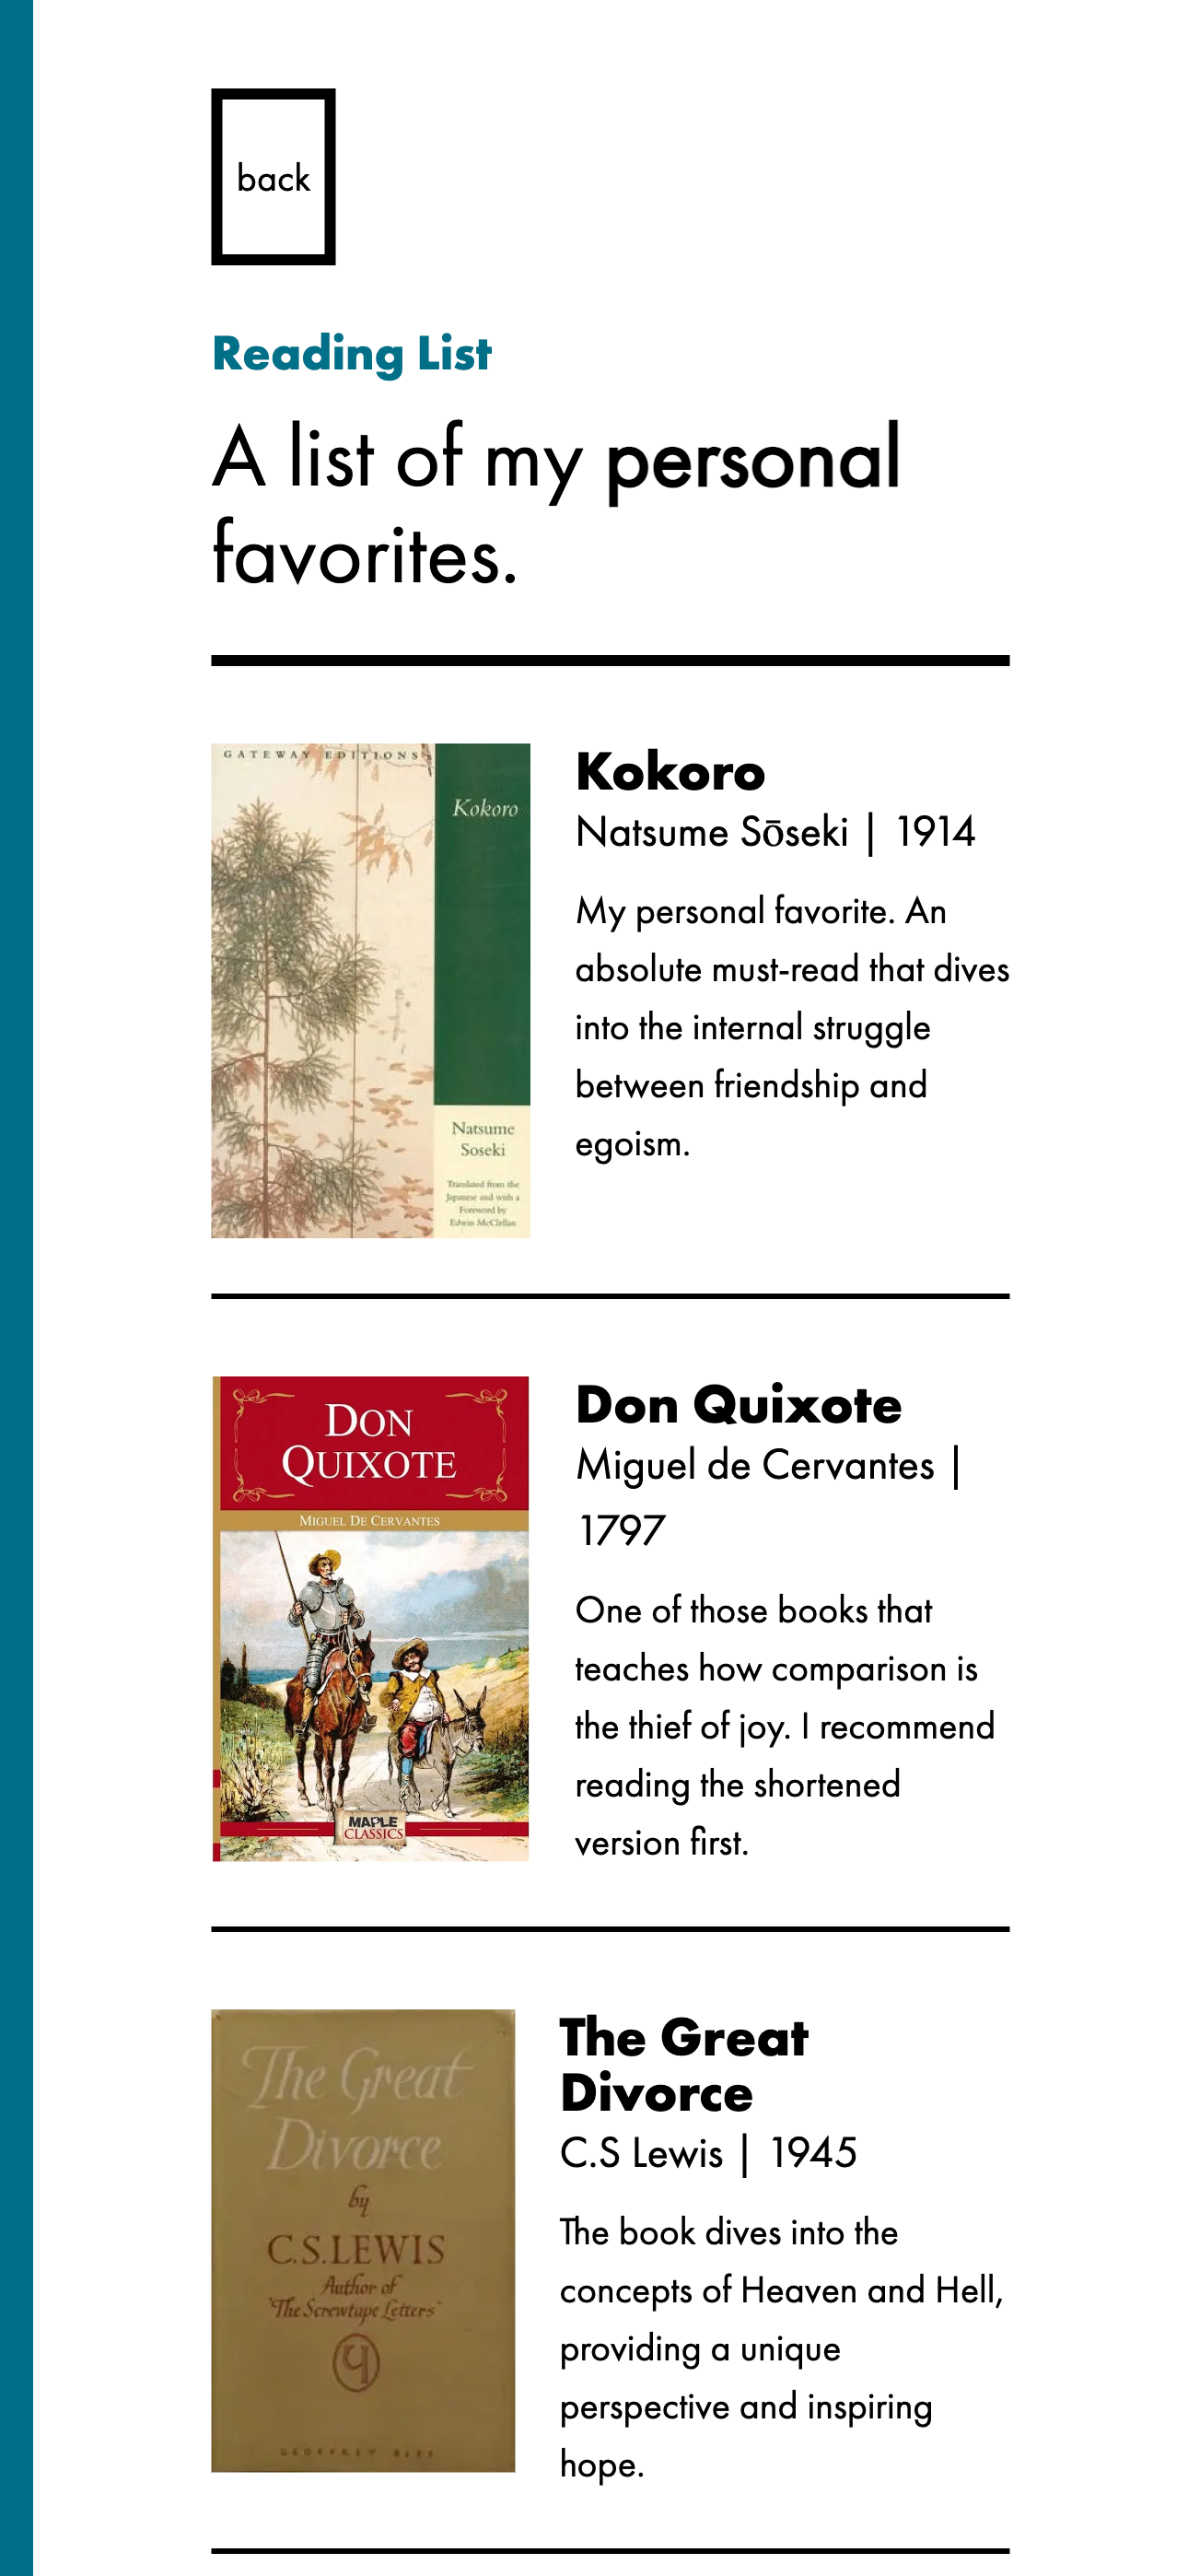 back
Reading List
A list of my personal
favorites.
GATEWAY EDITIONS
Kokoro
Natsume
Soseki
Translated from the
Japanese and with a
Foreword by
Edwin McClellan
Kokoro
Natsume Sōseki | 1914
My personal favorite. An
absolute must-read that dives
into the internal struggle
between friendship and
egoism.
DON
QUIXOTE
MIGUEL DE CERVANTES
MAPLE
CLASSICS
Don Quixote
Miguel de Cervantes |
1797
One of those books that
teaches how comparison is
the thief of joy. I recommend
reading the shortened
version first.
The Great
Divorce
by
C.S.LEWIS
Author of
'The Screwtape Letters'
GEOFFREY BLES
The Great
Divorce
C.S Lewis | 1945
The book dives into the
concepts of Heaven and Hell,
providing a unique
perspective and inspiring
hope.